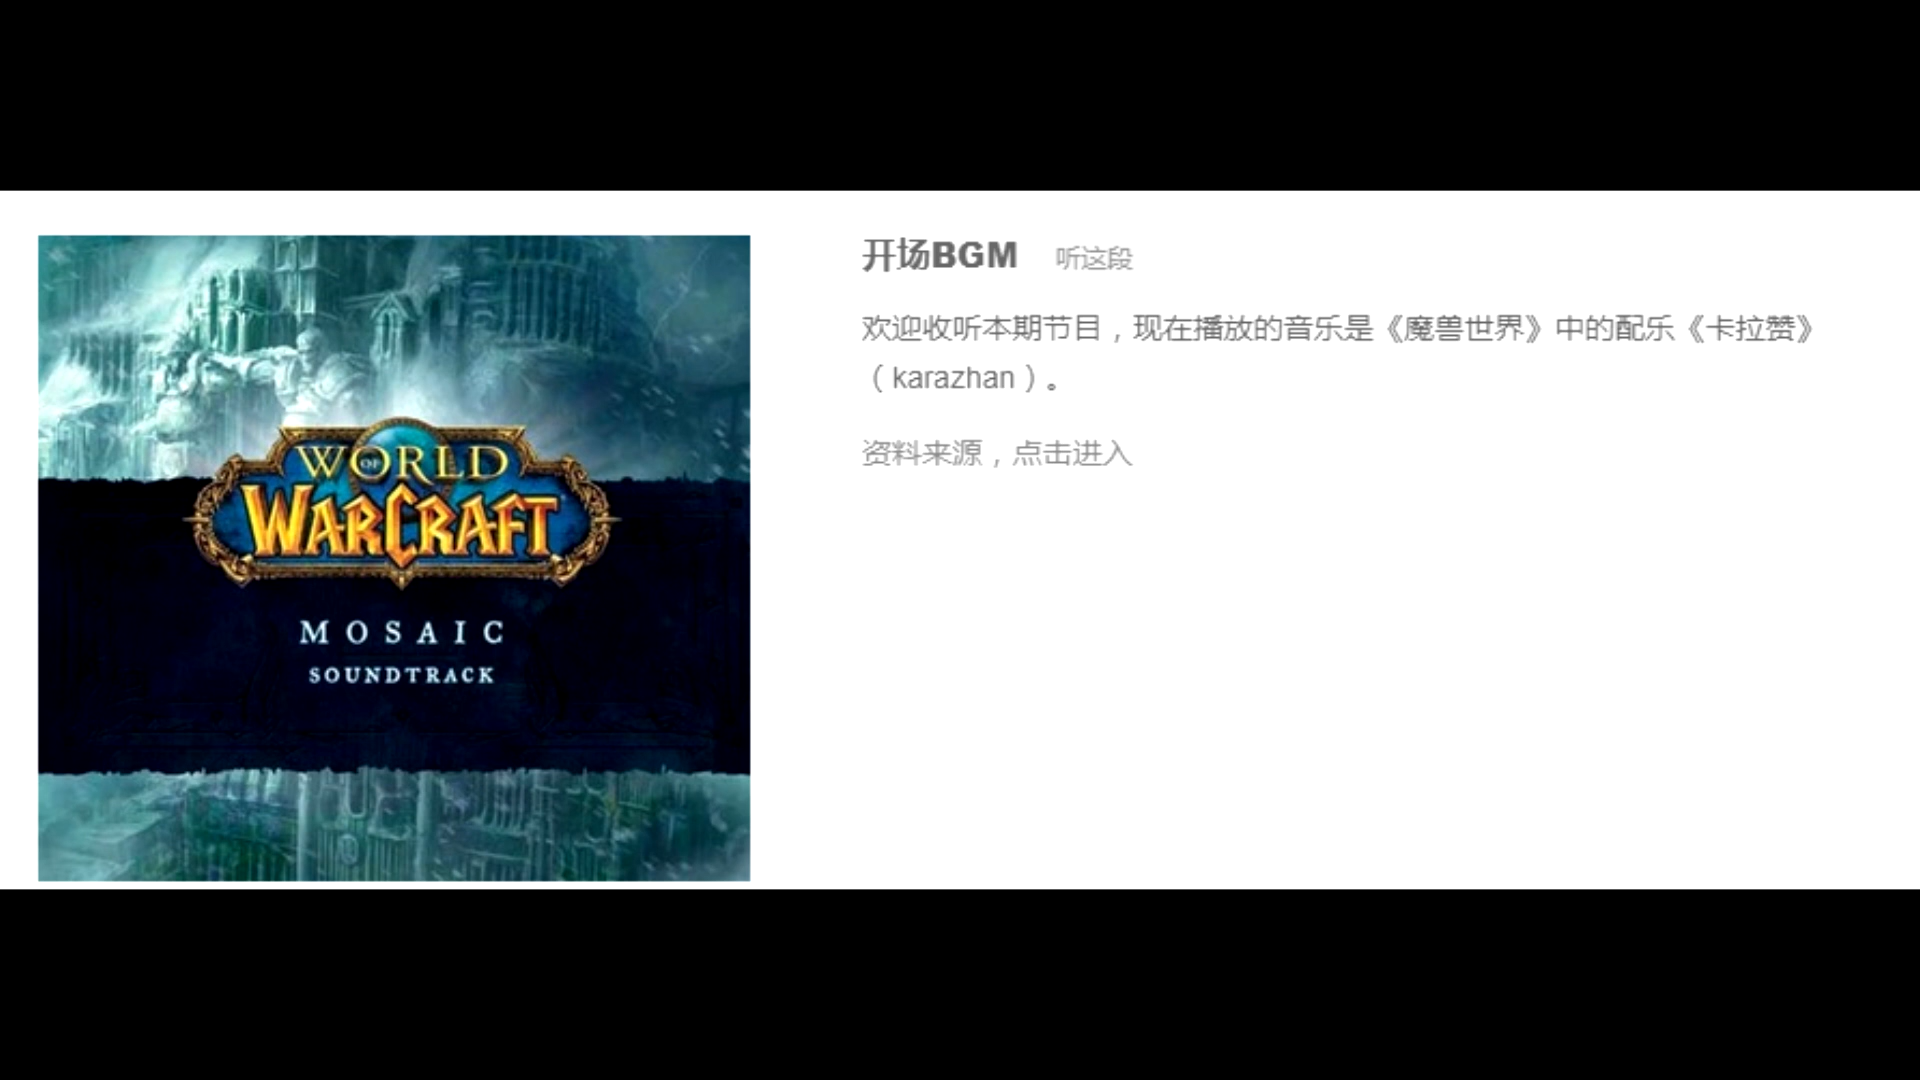 WORLD
OF
WARCRAFT
MOSAIC
SOUNDTRACK
开场BGM 听这段
欢迎收听本期节目，现在播放的音乐是《魔兽世界》中的配乐《卡拉赞》
（karazhan）。
资料来源，点击进入